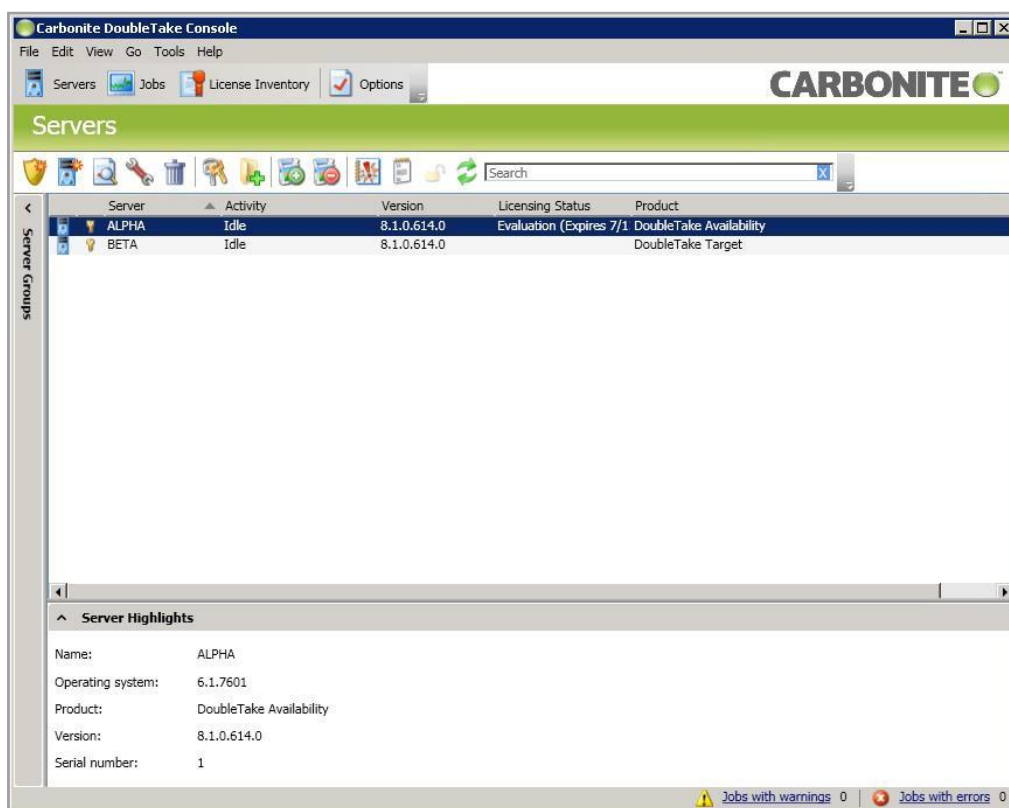 Carbonite DoubleTake Console
File Edit View Go Tools Help
Servers Jobs License Inventory Options
CARBONITE
Servers
Search
Server Activity Version Licensing Status Product
ALPHA Idle 8.1.0.614.0 Evaluation (Expires 7/1 DoubleTake Availability
BETA Idle 8.1.0.614.0 DoubleTake Target
Server Groups
Server Highlights
Name: ALPHA
Operating system: 6.1.7601
Product: DoubleTake Availability
Version: 8.1.0.614.0
Serial number: 1
Jobs with warnings 0 Jobs with errors 0